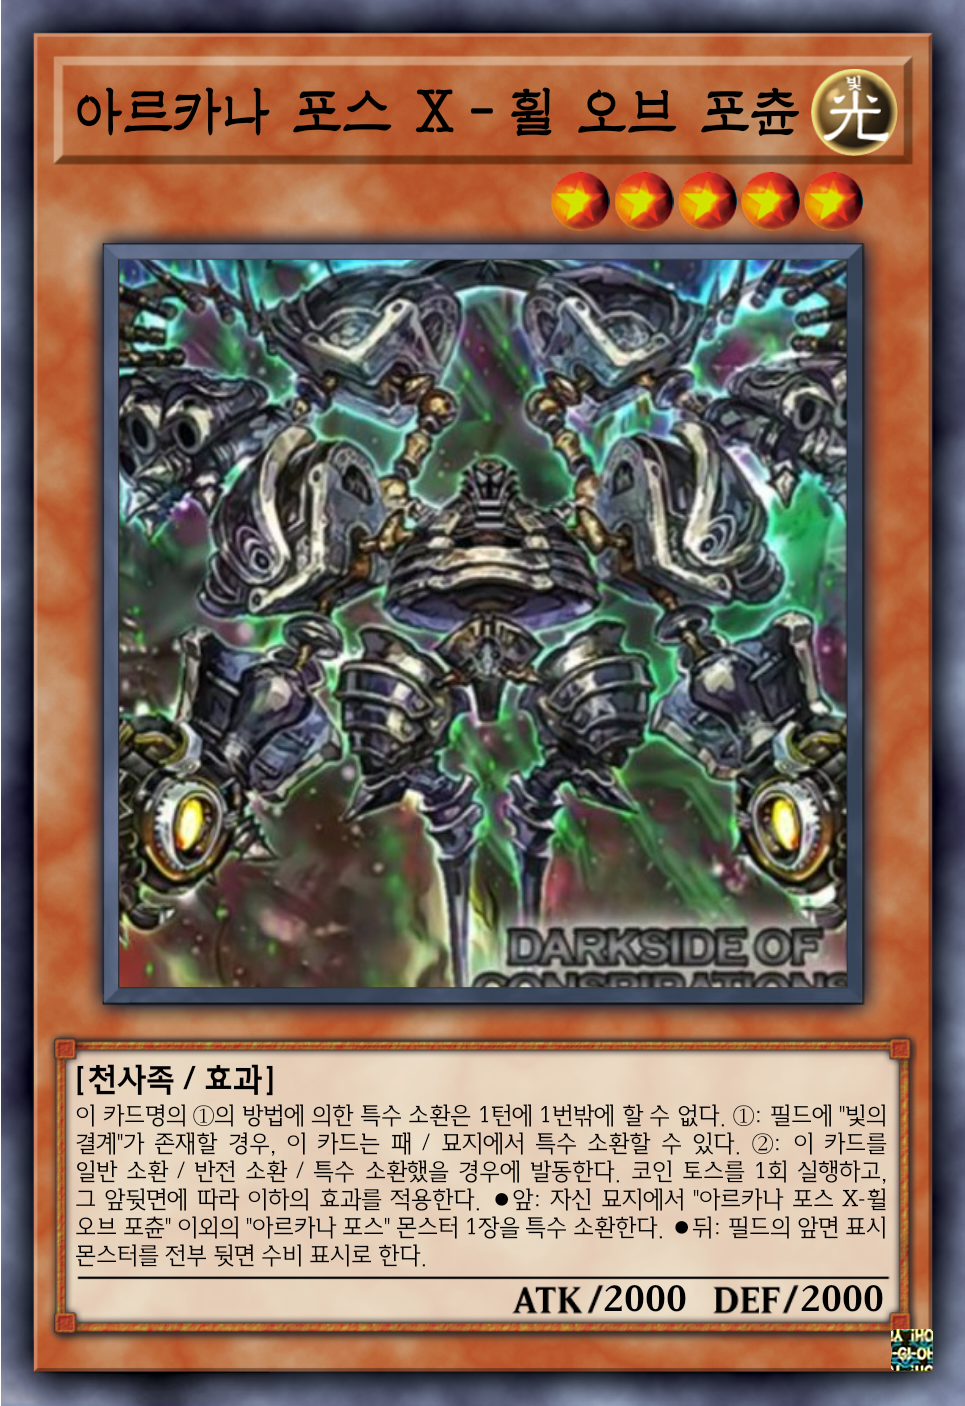 아르카나 포스 X - 휠 오브 포츈
빛
光
DARKSIDE OF
CONSPIRATIONS
[천사족 / 효과]
이 카드명의 ①의 방법에 의한 특수 소환은 1턴에 1번밖에 할 수 없다. ①: 필드에 "빛의
결계"가 존재할 경우, 이 카드는 패 / 묘지에서 특수 소환할 수 있다. ②: 이 카드를
일반 소환 / 반전 소환 / 특수 소환했을 경우에 발동한다. 코인 토스를 1회 실행하고,
그 앞뒷면에 따라 이하의 효과를 적용한다. ●앞: 자신 묘지에서 "아르카나 포스 X-휠
오브 포츈" 이외의 "아르카나 포스" 몬스터 1장을 특수 소환한다. ●뒤: 필드의 앞면 표시
몬스터를 전부 뒷면 수비 표시로 한다.
ATK/2000 DEF/2000